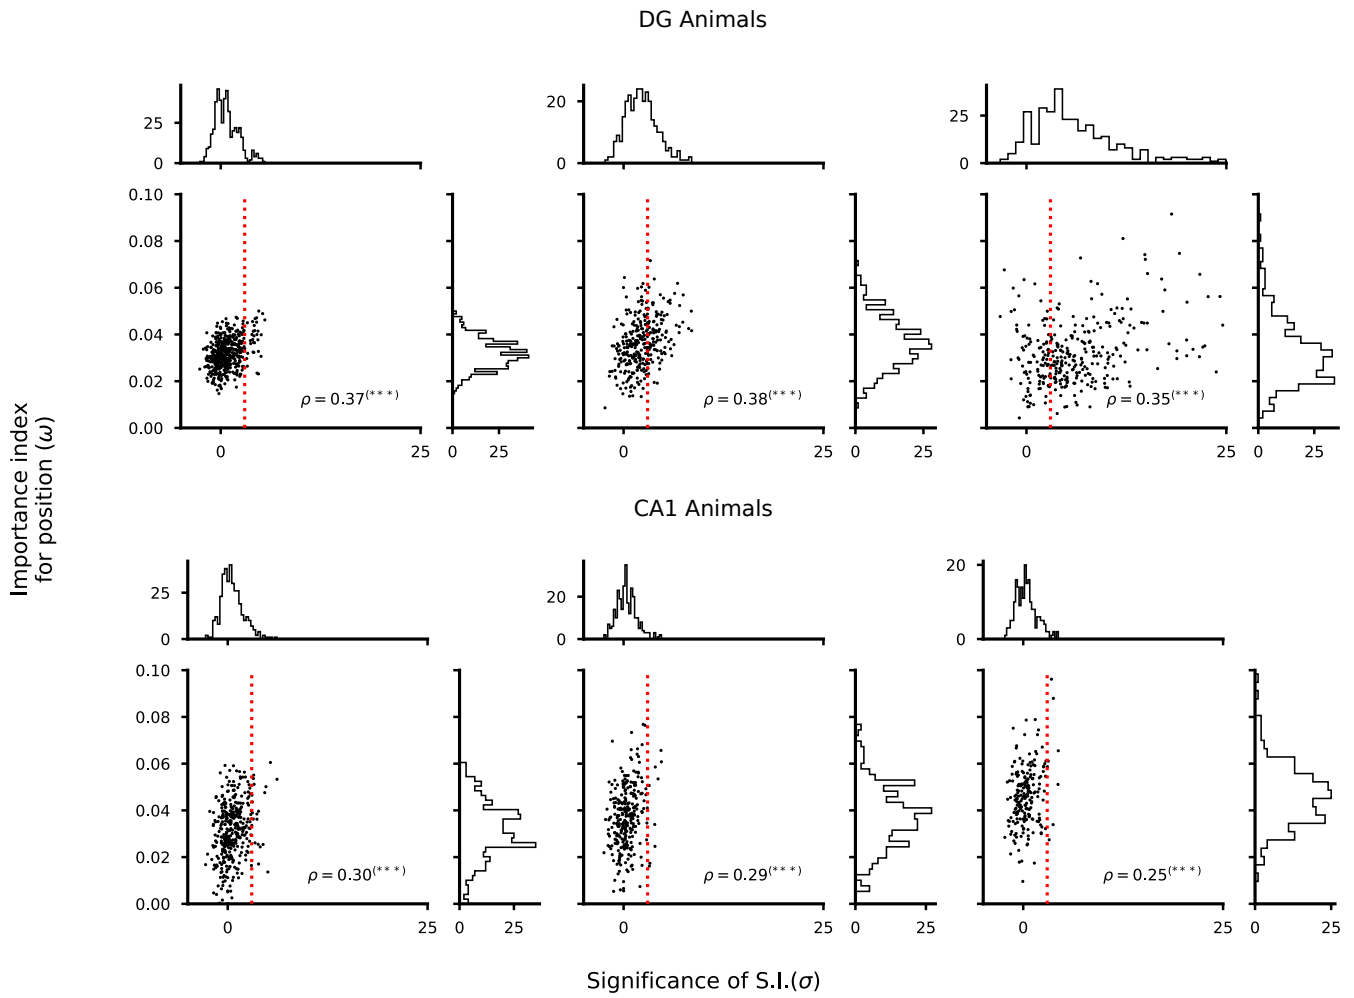 DG Animals
25
0
20
0
25
0
0.10
0.08
0.06
0.04
0.02
0.00
ρ = 0.37(***)
ρ = 0.38(***)
ρ = 0.35(***)
0 25 0 25 0 25 0 25 0 25 0 25
Importance index
for position (ω)
CA1 Animals
25
0
20
0
20
0
0.10
0.08
0.06
0.04
0.02
0.00
ρ = 0.30(***)
ρ = 0.29(***)
ρ = 0.25(***)
0 25 0 25 0 25 0 25 0 25 0 25
Significance of S.I.(σ)